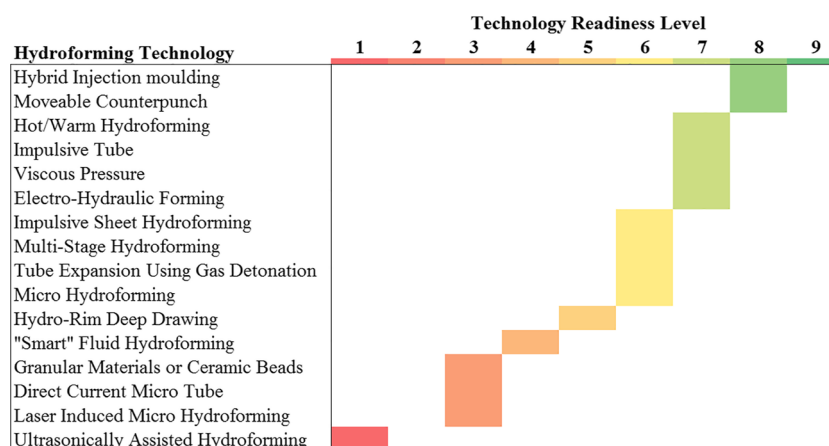 Technology Readiness Level
Hydroforming Technology 1 2 3 4 5 6 7 8 9
Hybrid Injection moulding
Moveable Counterpunch
Hot/Warm Hydroforming
Impulsive Tube
Viscous Pressure
Electro-Hydraulic Forming
Impulsive Sheet Hydroforming
Multi-Stage Hydroforming
Tube Expansion Using Gas Detonation
Micro Hydroforming
Hydro-Rim Deep Drawing
"Smart" Fluid Hydroforming
Granular Materials or Ceramic Beads
Direct Current Micro Tube
Laser Induced Micro Hydroforming
Ultrasonically Assisted Hydroforming